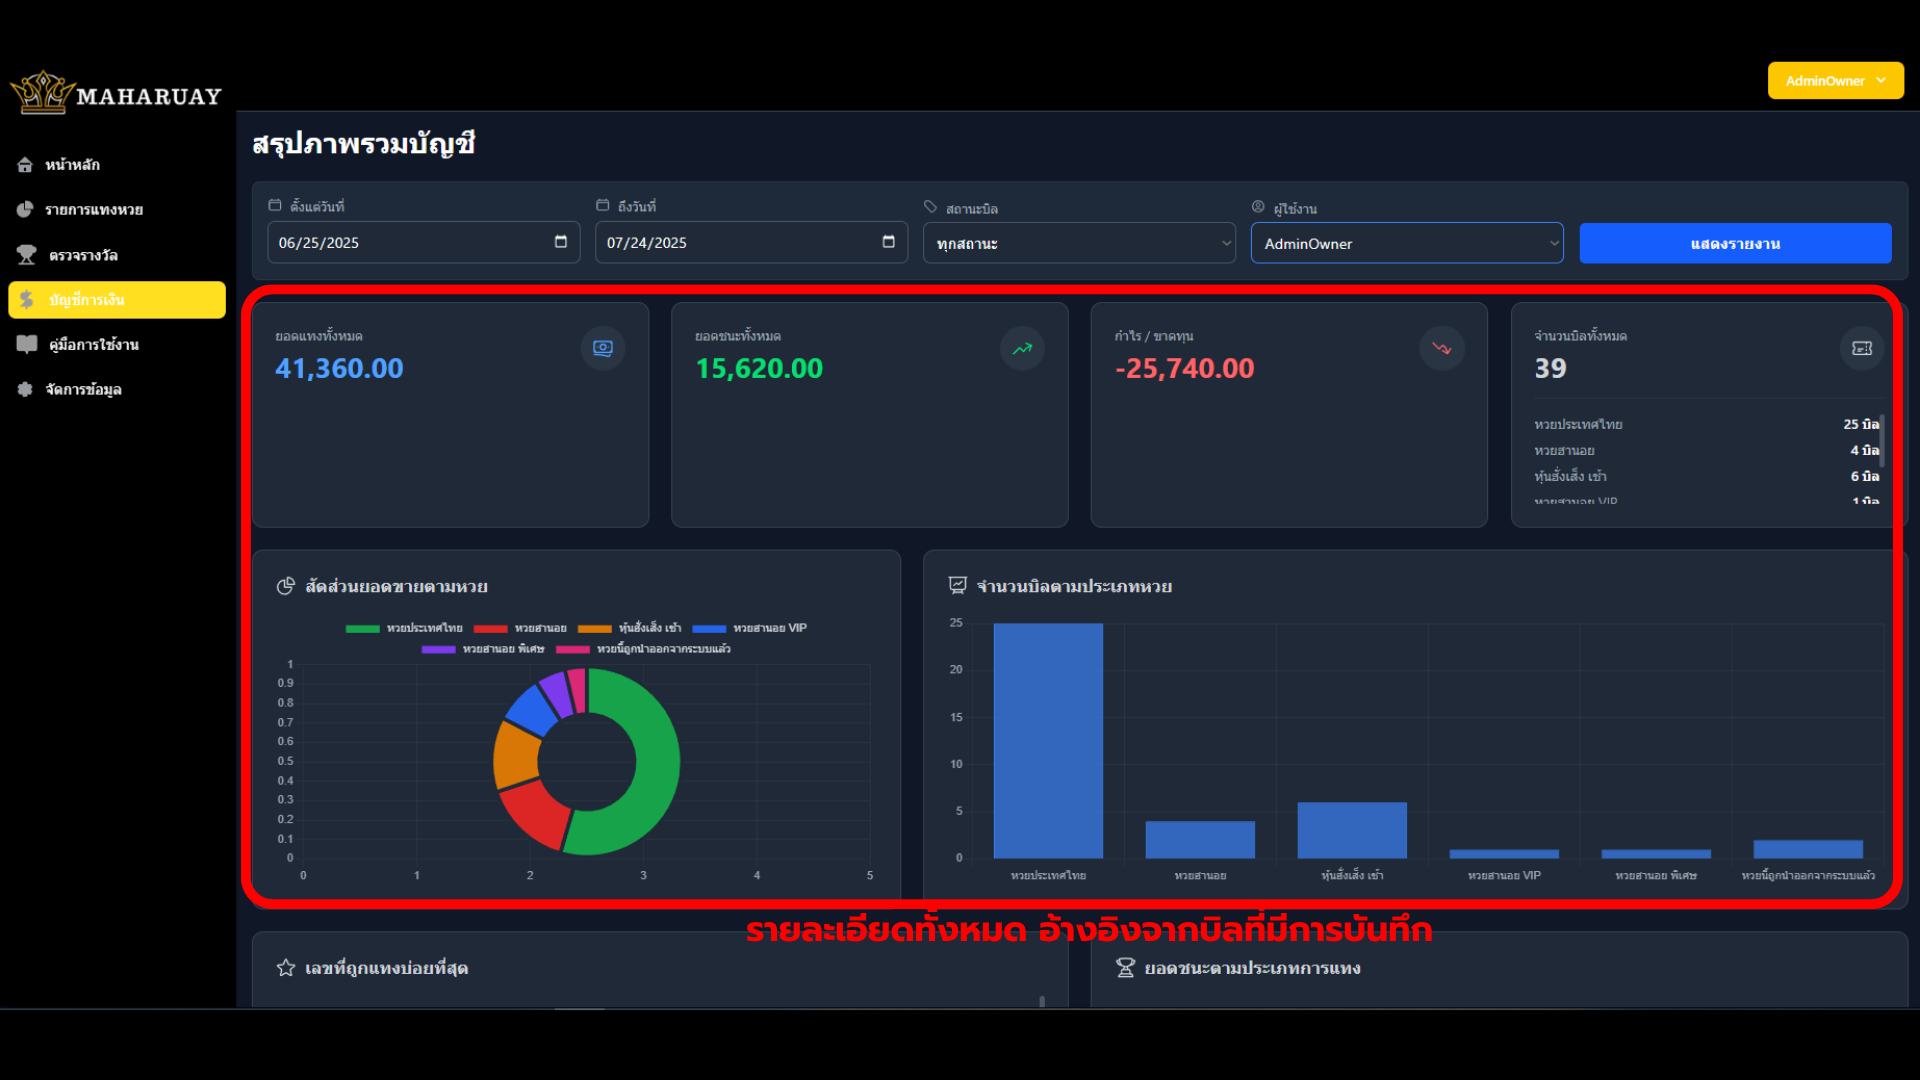 MAHARUAY
AdminOwner
หน้าหลัก
รายการแทงหวย
ตรวจรางวัล
บัญชีการเงิน
คู่มือการใช้งาน
จัดการข้อมูล
สรุปภาพรวมบัญชี
ตั้งแต่วันที่
06/25/2025
ถึงวันที่
07/24/2025
สถานะบิล
ทุกสถานะ
ผู้ใช้งาน
AdminOwner
แสดงรายงาน
ยอดแทงทั้งหมด
41,360.00
ยอดชนะทั้งหมด
15,620.00
กำไร / ขาดทุน
-25,740.00
จำนวนบิลทั้งหมด
39
หวยประเทศไทย 25 บิล
หวยฮานอย 4 บิล
หุ้นฮั่งเส็ง เช้า 6 บิล
หวยฮานอย VIP 1 บิล
สัดส่วนยอดขายตามหวย
หวยประเทศไทย หวยฮานอย หุ้นฮั่งเส็ง เช้า หวยฮานอย VIP
หวยฮานอย พิเศษ หวยนี้ถูกนำออกจากระบบแล้ว
1
0.9
0.8
0.7
0.6
0.5
0.4
0.3
0.2
0.1
0
0 1 2 3 4 5
จำนวนบิลตามประเภทหวย
25
20
15
10
5
0
หวยประเทศไทย หวยฮานอย หุ้นฮั่งเส็ง เช้า หวยฮานอย VIP หวยฮานอย พิเศษ หวยนี้ถูกนำออกจากระบบแล้ว
รายละเอียดทั้งหมด อ้างอิงจากบิลที่มีการบันทึก
เลขที่ถูกแทงบ่อยที่สุด
ยอดชนะตามประเภทการแทง